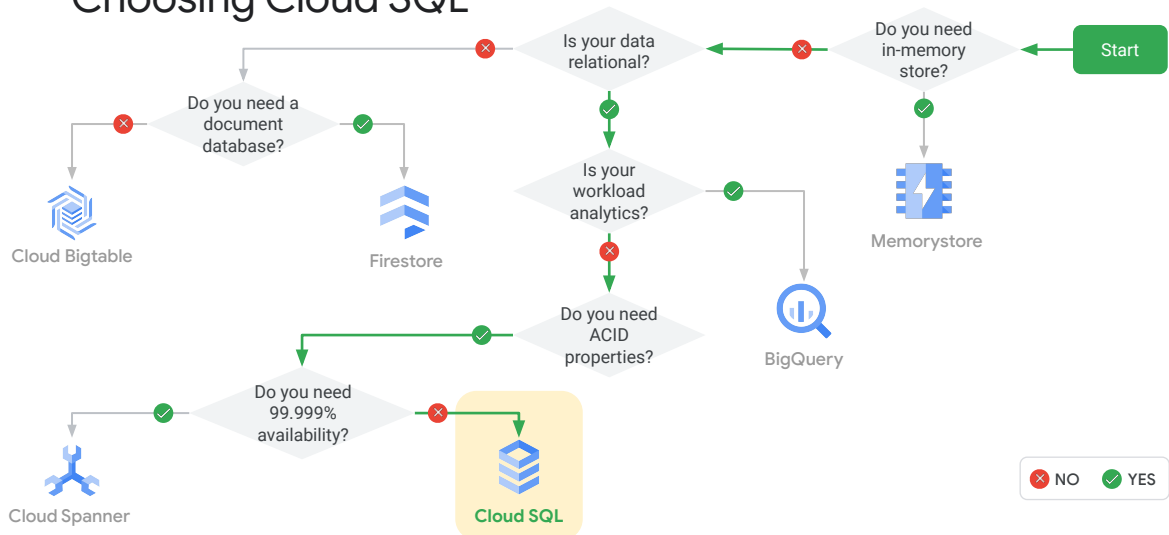 Choosing Cloud SQL
Is your data
relational?
Do you need
in-memory
store?
Start
Do you need a
document
database?
Is your
workload
analytics?
Cloud Bigtable
Firestore
Memorystore
Do you need
ACID
properties?
BigQuery
Do you need
99.999%
availability?
Cloud Spanner
Cloud SQL
NO
YES